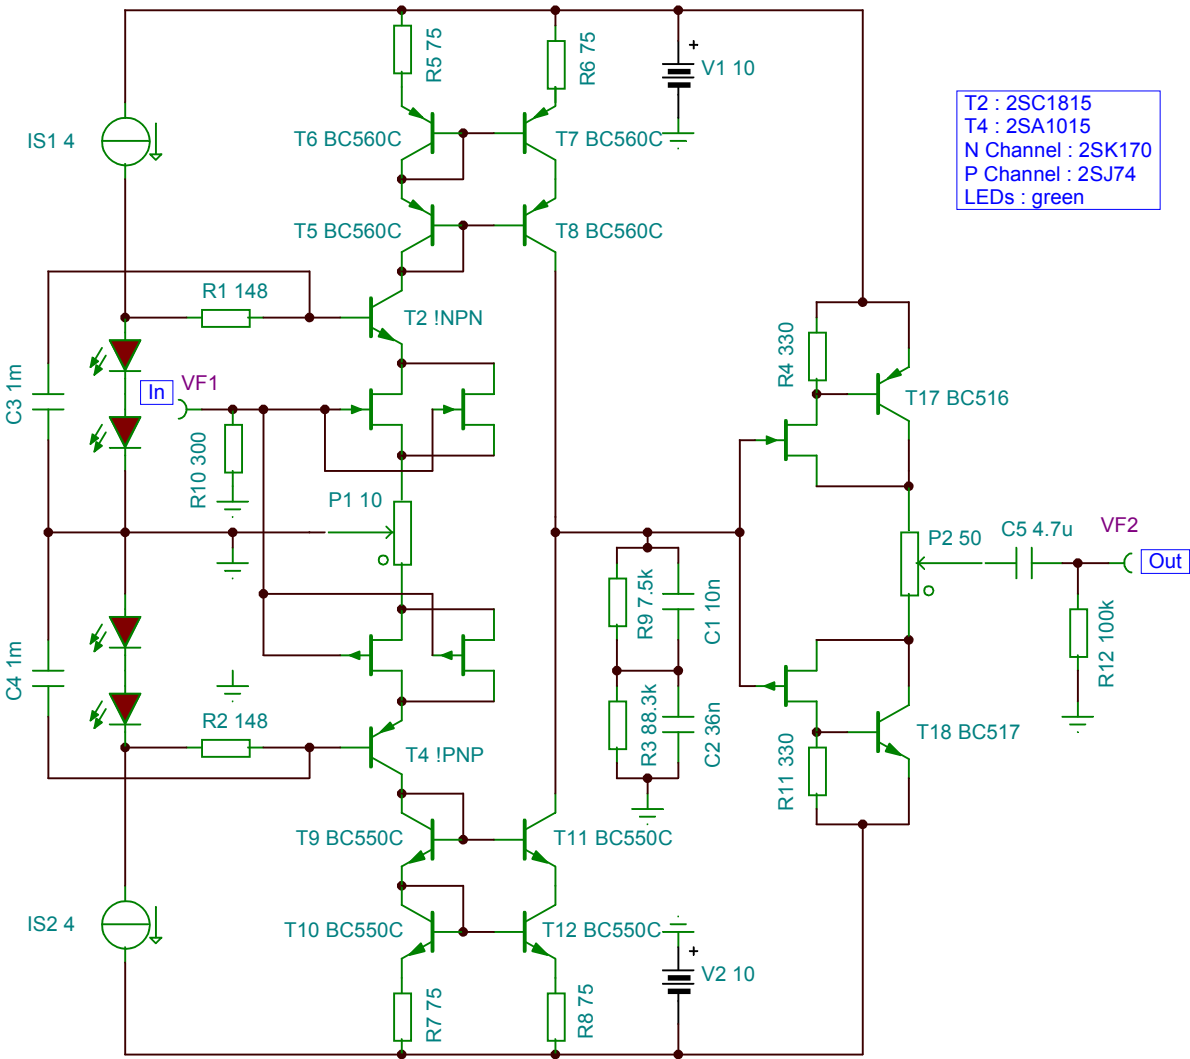 R5 75
R6 75
V1 10
+
T2 : 2SC1815
T4 : 2SA1015
N Channel : 2SK170
P Channel : 2SJ74
LEDs : green
IS1 4
T6 BC560C
T7 BC560C
T5 BC560C
T8 BC560C
R1 148
T2 !NPN
R4 330
C3 1m
In
VF1
T17 BC516
R10 300
P1 10
P2 50
C5 4.7u
VF2
Out
R9 7.5k
C1 10n
R12 100k
C4 1m
R2 148
R3 88.3k
C2 36n
T4 !PNP
T18 BC517
R11 330
T9 BC550C
T11 BC550C
IS2 4
T10 BC550C
T12 BC550C
+
V2 10
R7 75
R8 75